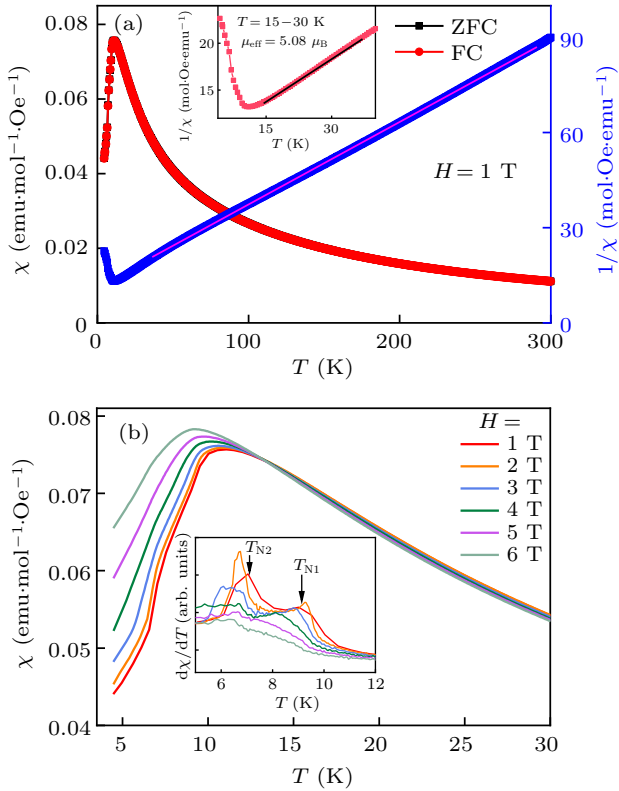 (a)
T = 15−30 K
μeff = 5.08 μB
ZFC
FC
H = 1 T
χ (emu·mol−1·Oe−1)
0.08
0.06
0.04
0.02
0
0
100
200
300
T (K)
90
60
30
0
1/χ (mol·Oe·emu−1)
1/χ (mol·Oe·emu−1)
20
14
15
30
T (K)
(b)
H =
1 T
2 T
3 T
4 T
5 T
6 T
χ (emu·mol−1·Oe−1)
0.08
0.07
0.06
0.05
0.04
5
10
15
20
25
30
T (K)
dχ/dT (arb. units)
TN2
TN1
6
8
10
12
T (K)